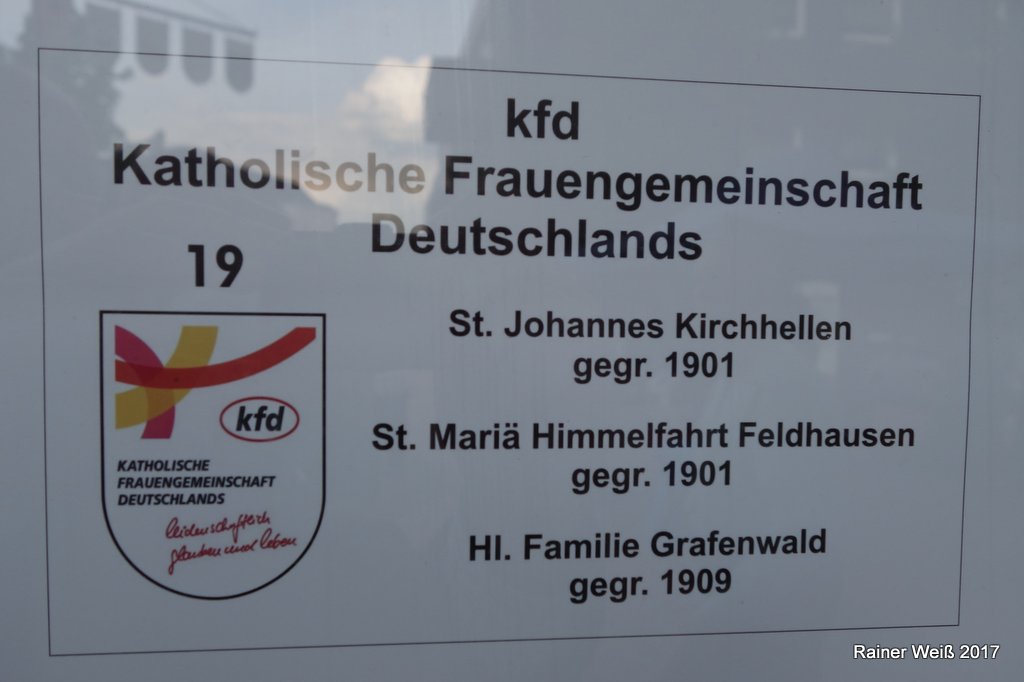 kfd
Katholische Frauengemeinschaft
Deutschlands
19
kfd
KATHOLISCHE
FRAUENGEMEINSCHAFT
DEUTSCHLANDS
leidenschaftlich
glauben und leben
St. Johannes Kirchhellen
gegr. 1901
St. Mariä Himmelfahrt Feldhausen
gegr. 1901
Hl. Familie Grafenwald
gegr. 1909
Rainer Weiß 2017